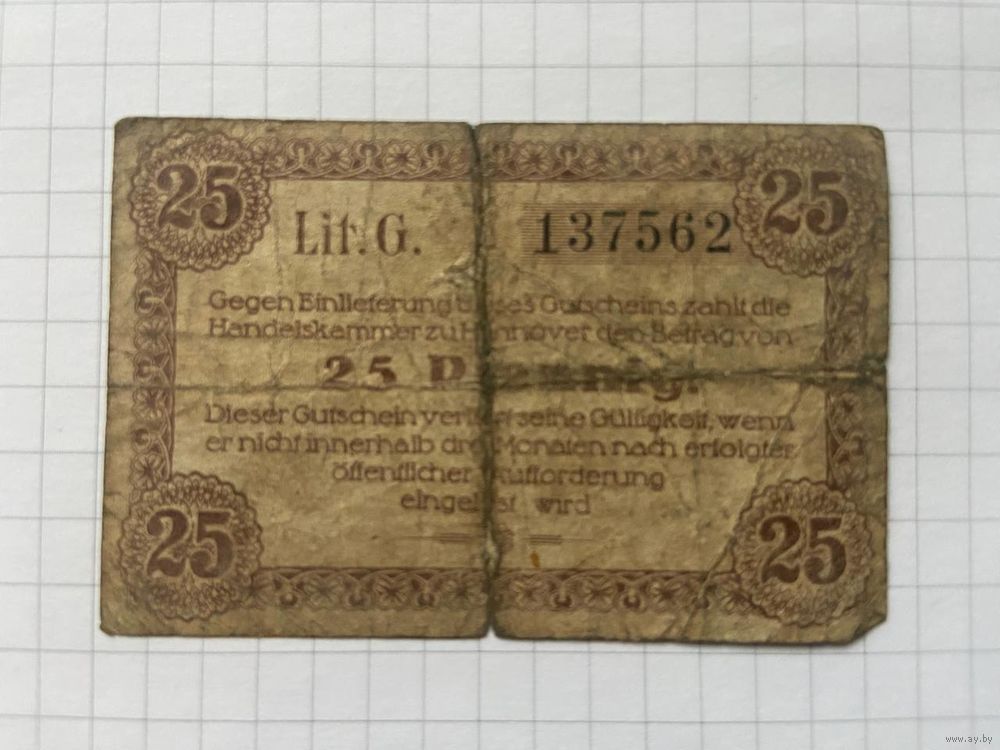 25 25
Lit. G. 137562
Gegen Einlieferung dieses Gutscheins zahlt die
Handelskammer zu Hannover den Betrag von
25 Pfennig.
Dieser Gutschein verliert seine Gültigkeit, wenn
er nicht innerhalb drei Monaten nach erfolgter
öffentlicher Aufforderung
eingelöst wird
25 25
www.ay.by